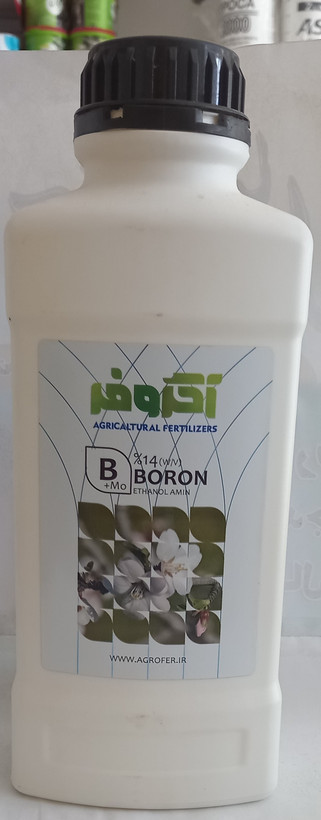 آگروفر
AGRICALTURAL FERTILIZERS
B
+Mo
%14 (W/V)
BORON
ETHANOL AMIN
WWW.AGROFER.IR